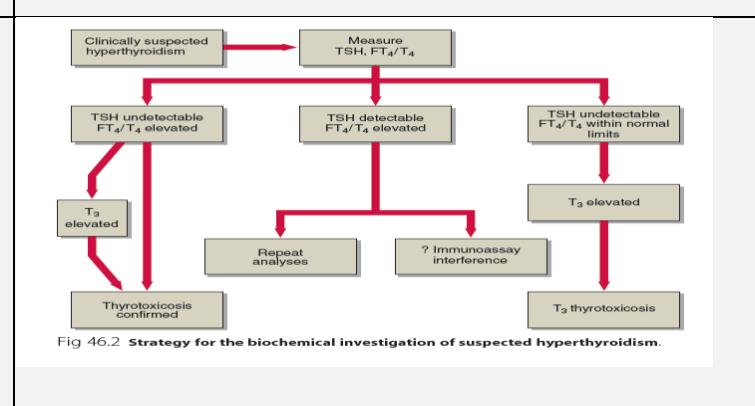 Clinically suspected
hyperthyroidism
Measure
TSH, FT₄/T₄
TSH undetectable
FT₄/T₄ elevated
TSH detectable
FT₄/T₄ elevated
TSH undetectable
FT₄/T₄ within normal
limits
T₃
elevated
T₃ elevated
Repeat
analyses
? Immunoassay
interference
Thyrotoxicosis
confirmed
T₃ thyrotoxicosis
Fig 46.2 Strategy for the biochemical investigation of suspected hyperthyroidism.